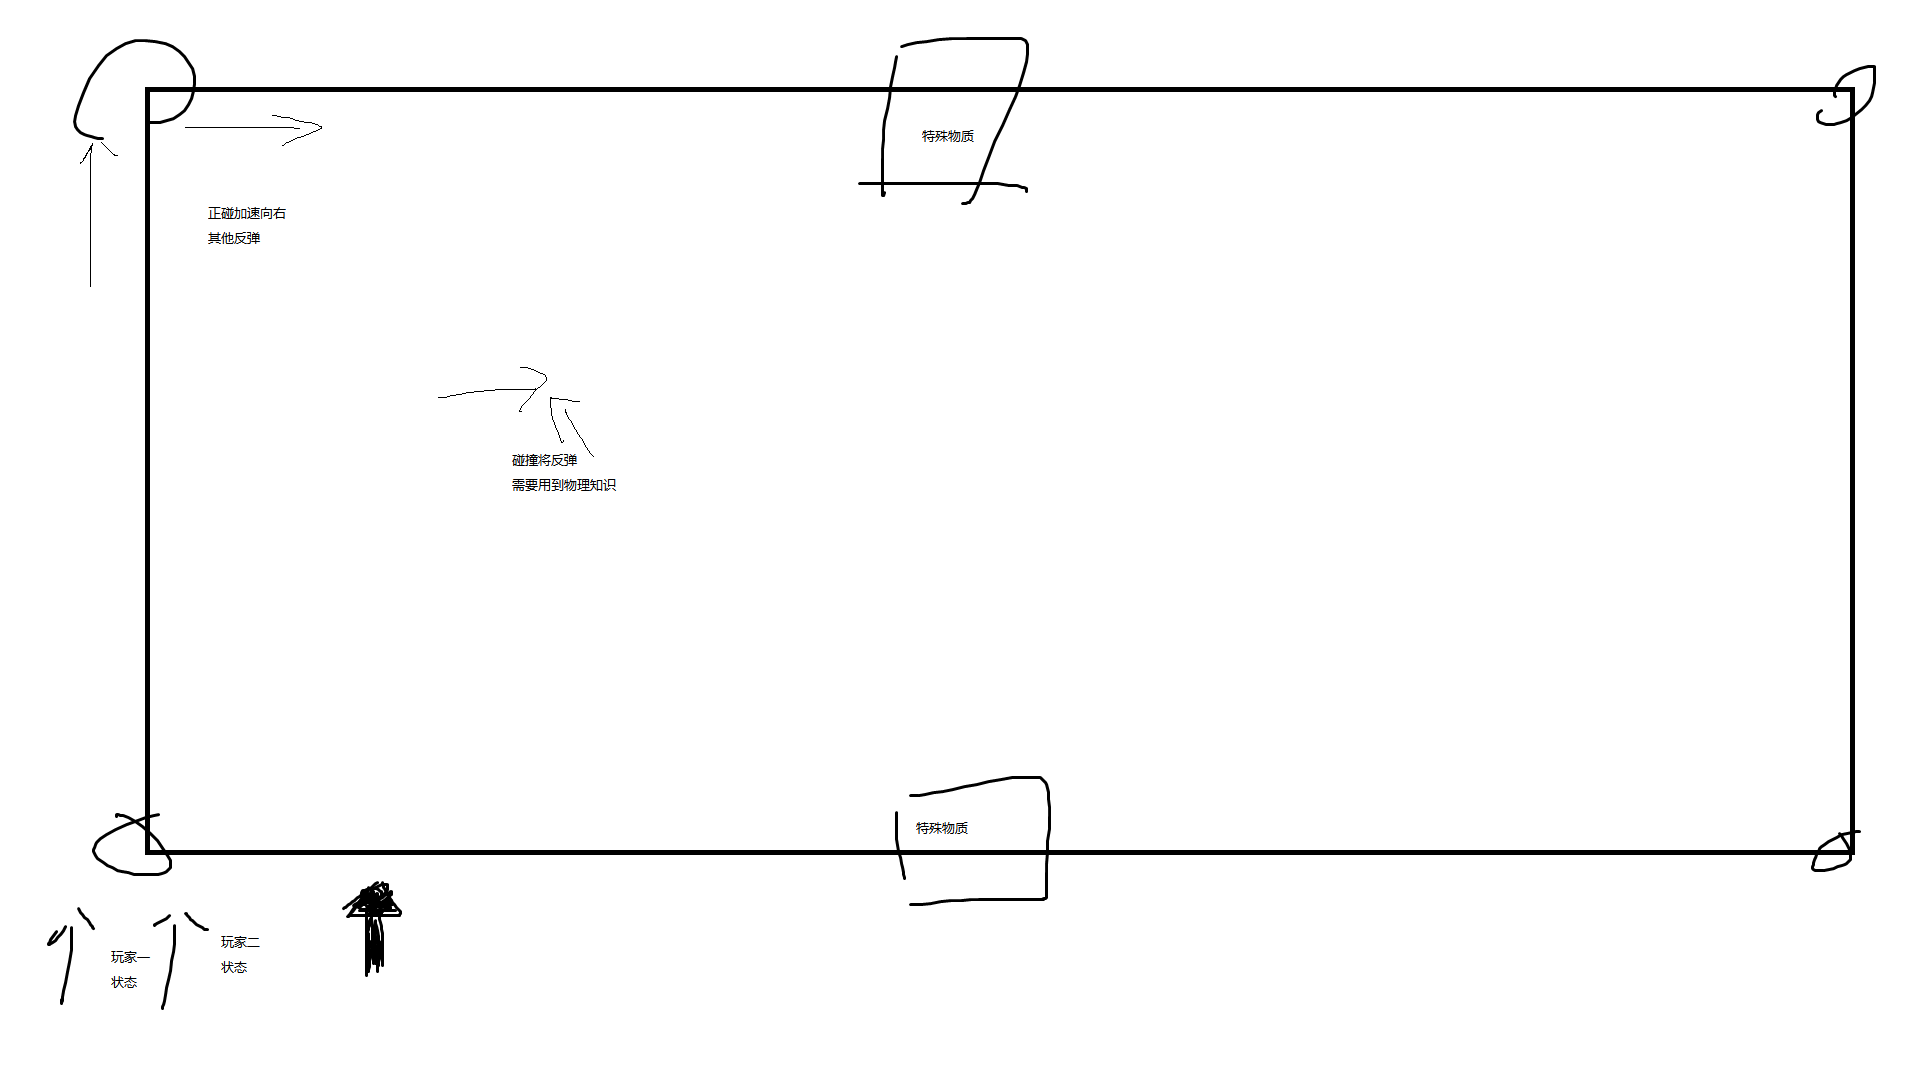 特殊物质
正碰加速向右
其他反弹
碰撞将反弹
需要用到物理知识
特殊物质
玩家一
状态
玩家二
状态